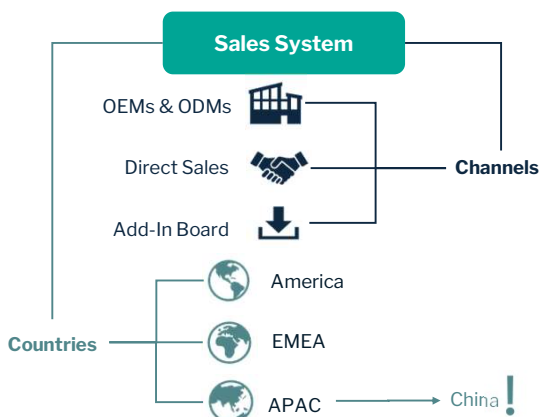 Sales System
OEMs & ODMs
Direct Sales
Channels
Add-In Board
America
Countries
EMEA
APAC
China!